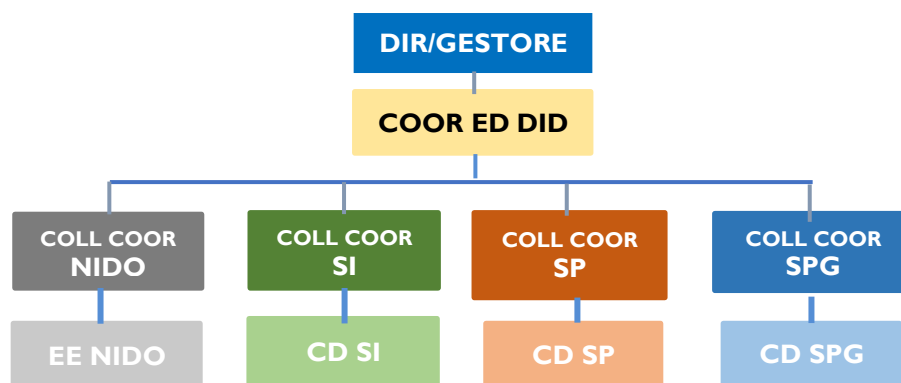 DIR/GESTORE
COOR ED DID
COLL COOR
NIDO
COLL COOR
SI
COLL COOR
SP
COLL COOR
SPG
EE NIDO
CD SI
CD SP
CD SPG